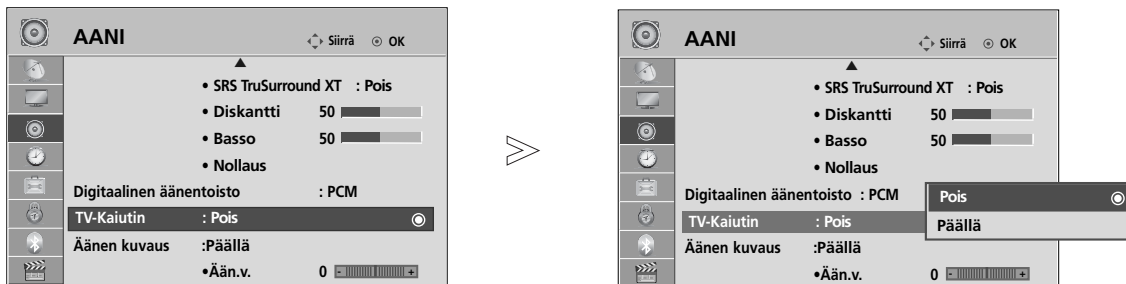 AANI Siirrä OK
• SRS TruSurround XT : Pois
• Diskantti 50
• Basso 50
• Nollaus
Digitaalinen äänentoisto : PCM
TV-Kaiutin : Pois
Äänen kuvaus :Päällä
•Ään.v. 0 - +
AANI Siirrä OK
• SRS TruSurround XT : Pois
• Diskantti 50
• Basso 50
• Nollaus
Digitaalinen äänentoisto : PCM
TV-Kaiutin : Pois
Äänen kuvaus :Päällä
•Ään.v. 0 - +
Pois
Päällä